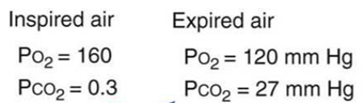 Inspired air
PO₂ = 160
PCO₂ = 0.3
Expired air
PO₂ = 120 mm Hg
PCO₂ = 27 mm Hg